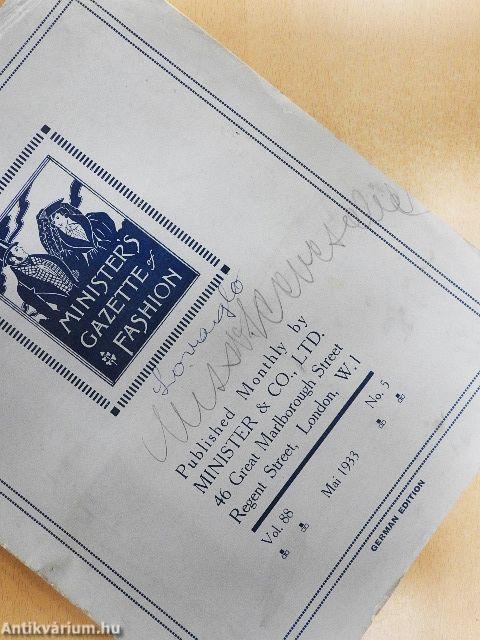 MINISTER'S
GAZETTE of
FASHION
Lovagló
Published Monthly by
MINISTER & CO., LTD.
46 Great Marlborough Street
Regent Street, London, W.1
Vol. 88 Mai 1933 No. 5
GERMAN EDITION
Antikvárium.hu